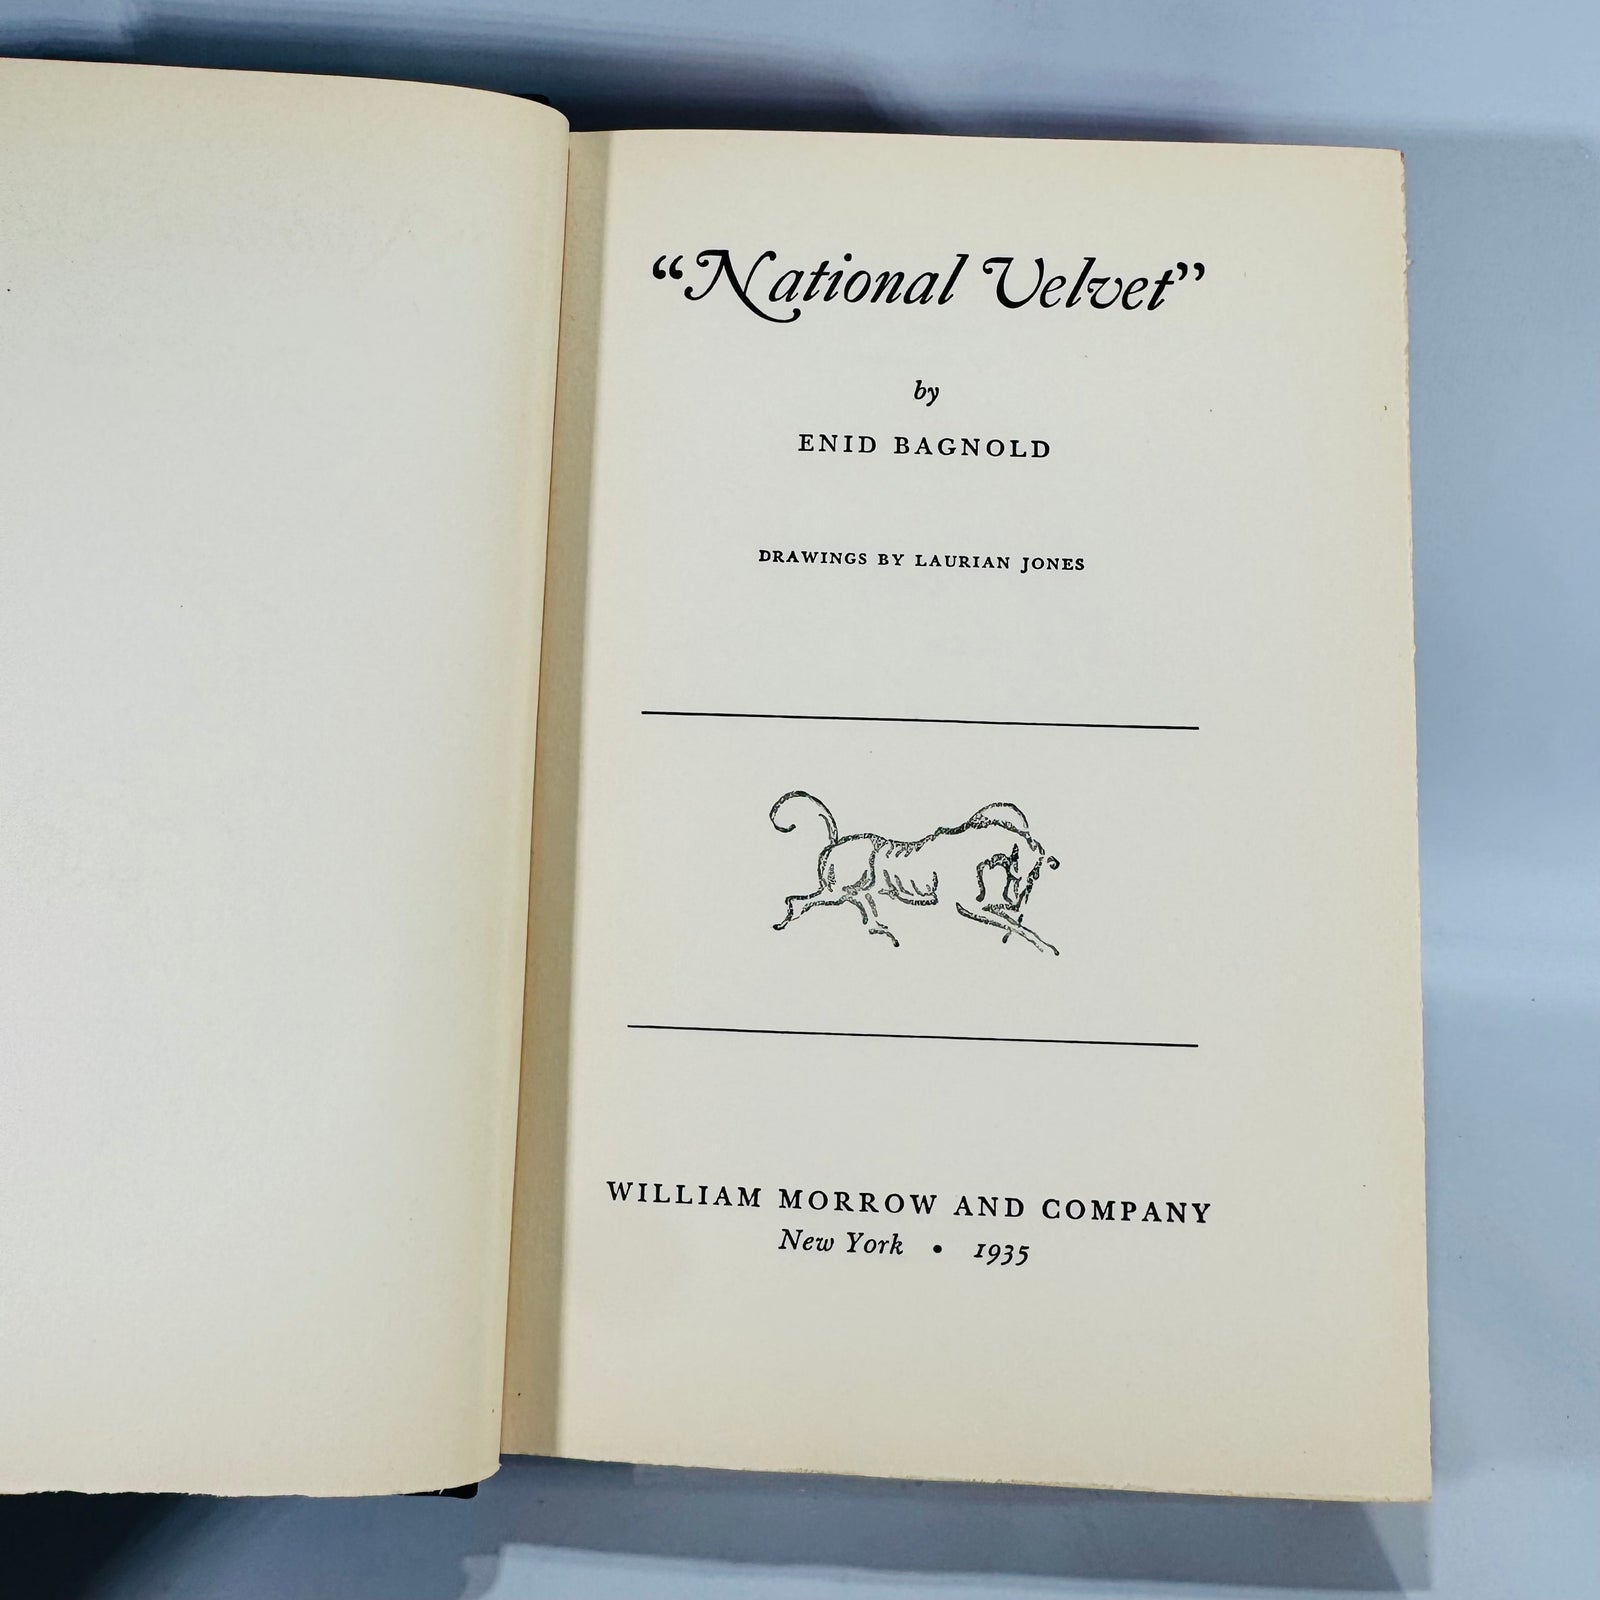 “National Velvet”
by
ENID BAGNOLD
DRAWINGS BY LAURIAN JONES
WILLIAM MORROW AND COMPANY
New York • 1935